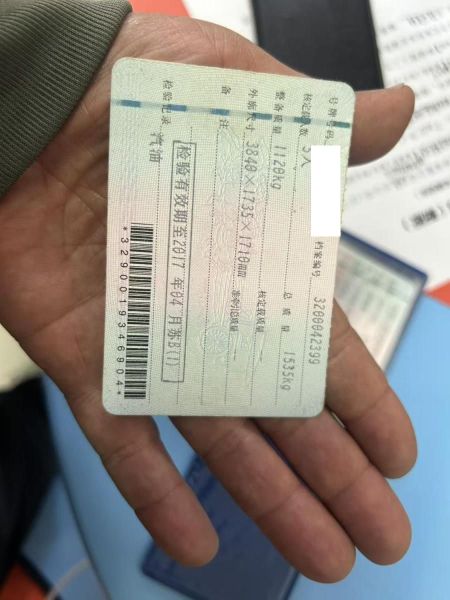 号牌号码 档案编号 3200042399
核定载人数 5人 总质量 1535kg
整备质量 1120kg 核定载质量 —
外廓尺寸 3840×1735×1710mm 准牵引总质量 —
备注
检验有效期至2017年04月苏B(1)
检验记录 汽油
*3290019346904*